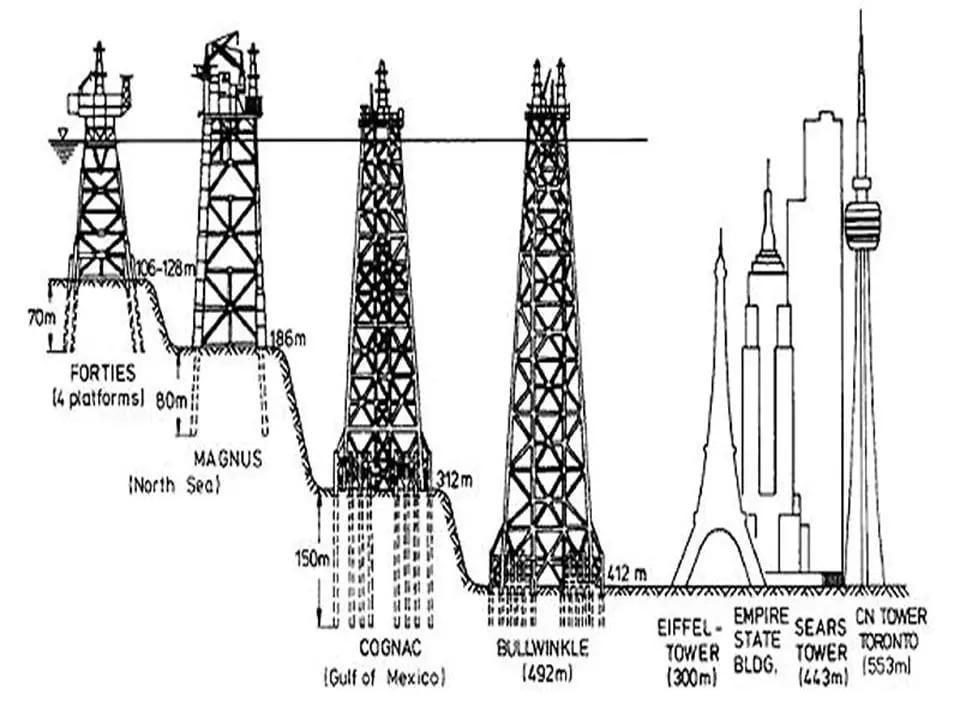 106-128m
70m
FORTIES
(4 platforms)
186m
80m
MAGNUS
(North Sea)
312m
150m
COGNAC
(Gulf of Mexico)
412 m
BULLWINKLE
(492m)
EIFFEL-
TOWER
(300m)
EMPIRE
STATE
BLDG.
SEARS
TOWER
(443m)
CN TOWER
TORONTO
(553m)